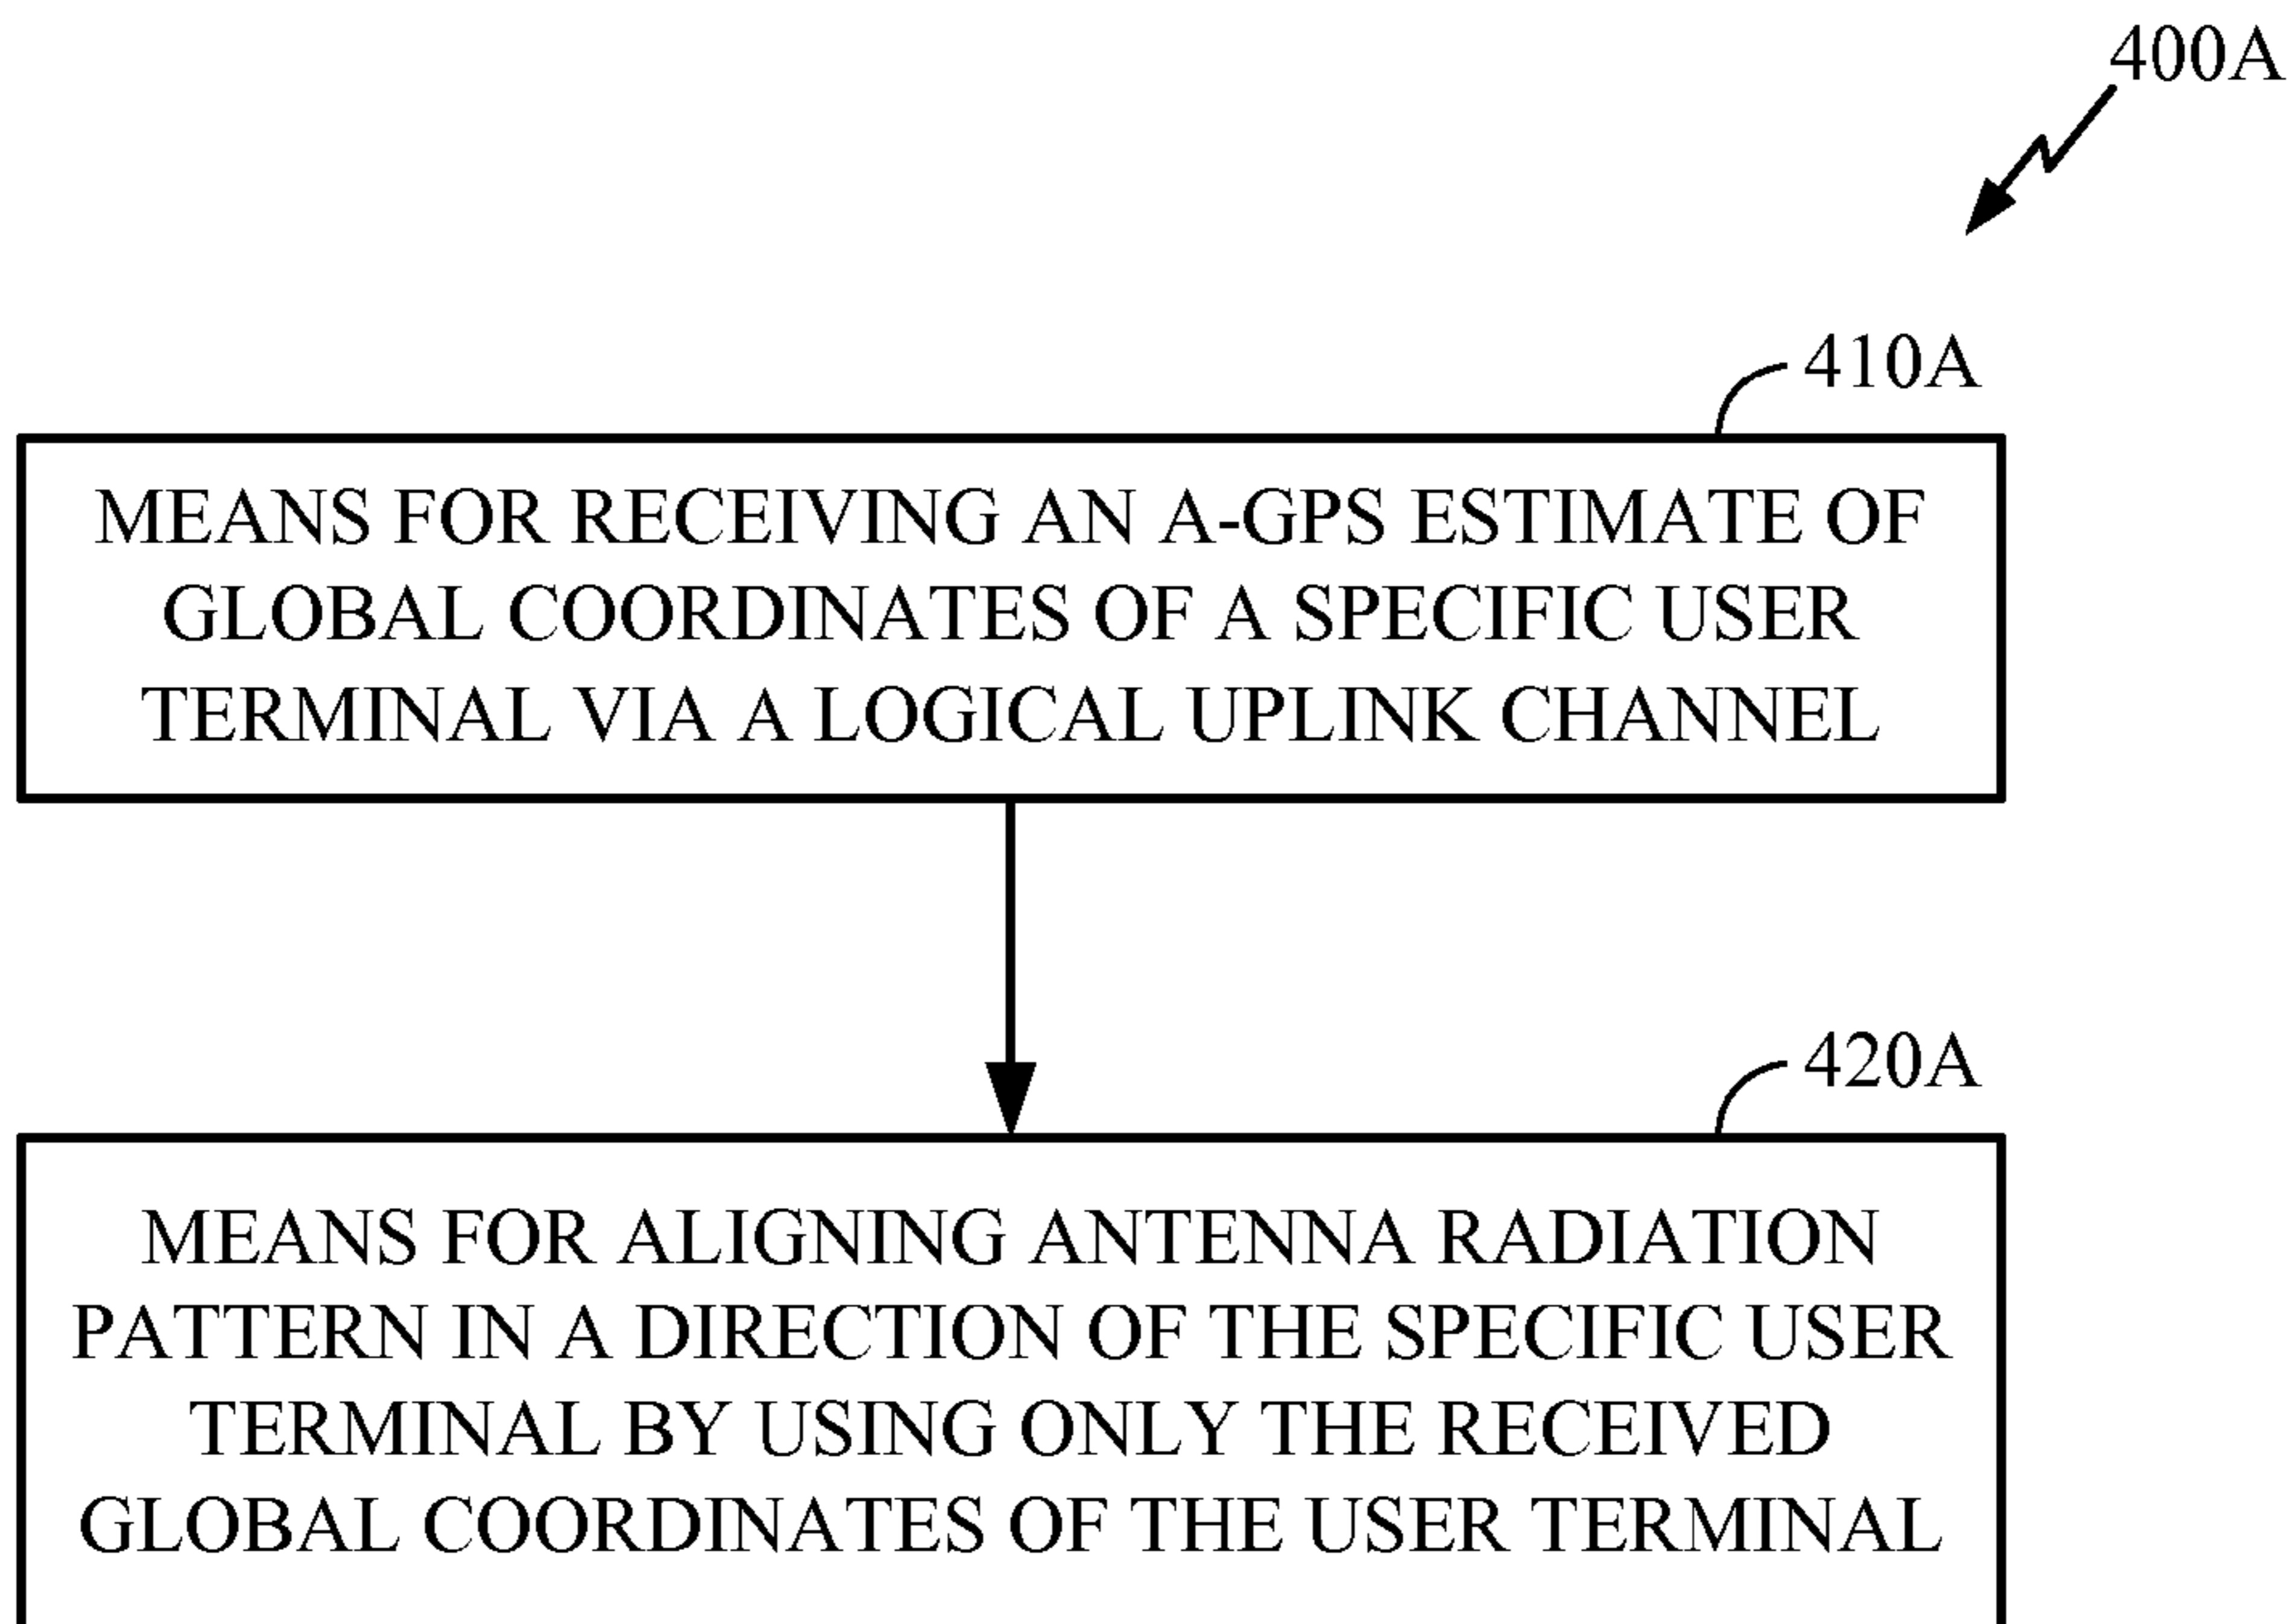 400A
410A
MEANS FOR RECEIVING AN A-GPS ESTIMATE OF
GLOBAL COORDINATES OF A SPECIFIC USER
TERMINAL VIA A LOGICAL UPLINK CHANNEL
420A
MEANS FOR ALIGNING ANTENNA RADIATION
PATTERN IN A DIRECTION OF THE SPECIFIC USER
TERMINAL BY USING ONLY THE RECEIVED
GLOBAL COORDINATES OF THE USER TERMINAL